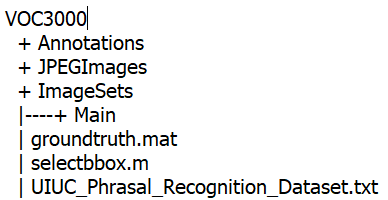 VOC3000
+ Annotations
+ JPEGImages
+ ImageSets
|----+ Main
| groundtruth.mat
| selectbbox.m
| UIUC_Phrasal_Recognition_Dataset.txt